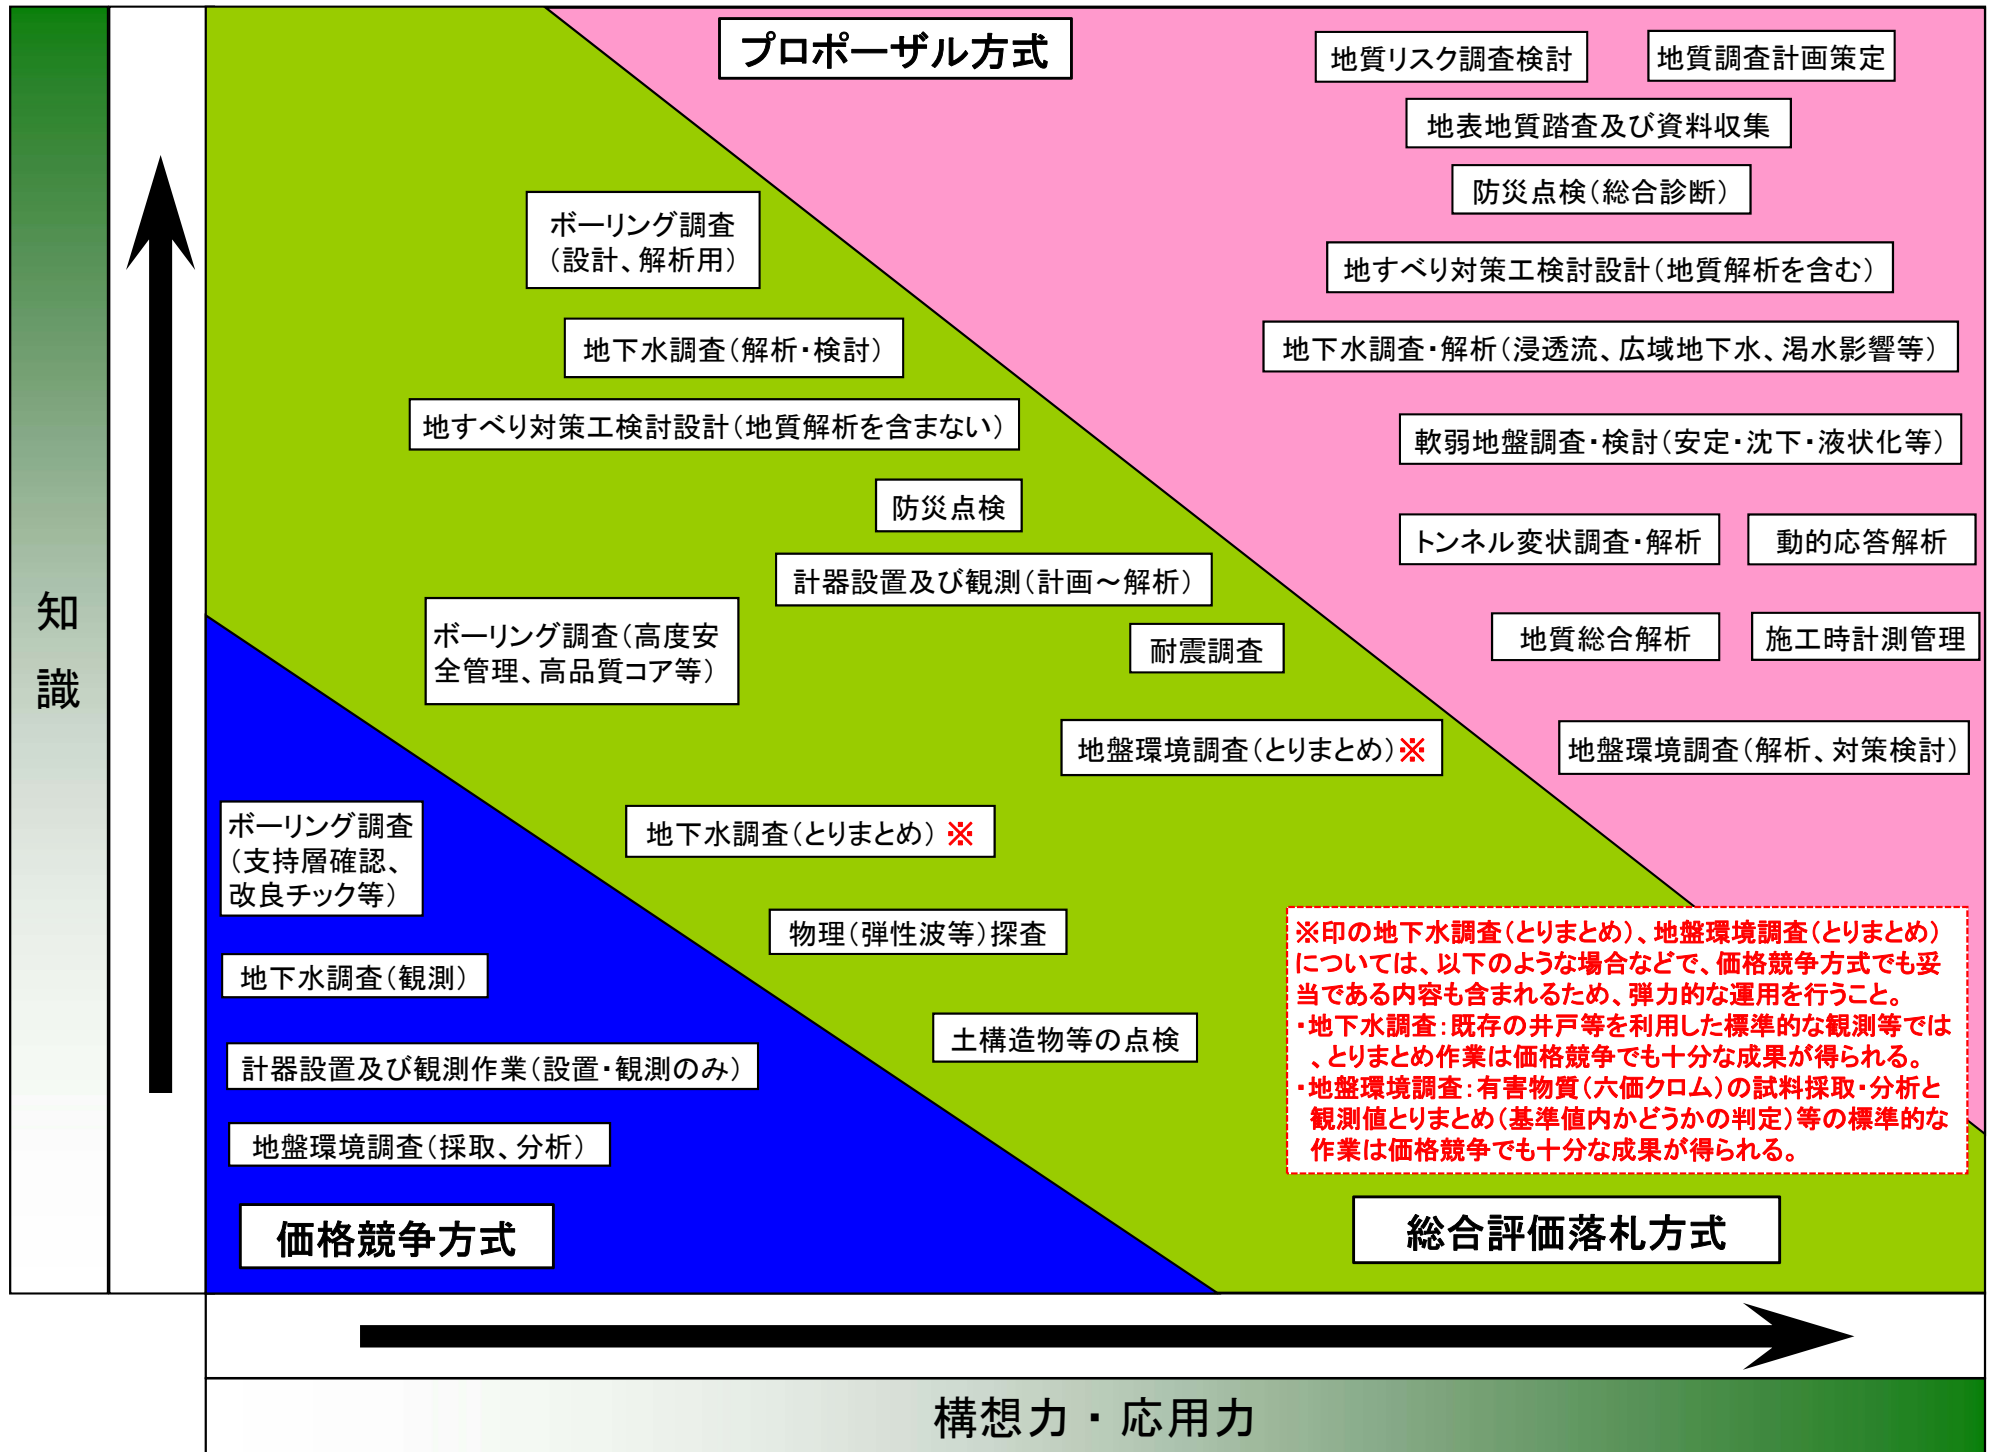 プロポーザル方式
地質リスク調査検討
地質調査計画策定
地表地質踏査及び資料収集
防災点検（総合診断）
地すべり対策工検討設計（地質解析を含む）
地下水調査・解析（浸透流、広域地下水、渇水影響等）
軟弱地盤調査・検討（安定・沈下・液状化等）
トンネル変状調査・解析
動的応答解析
地質総合解析
施工時計測管理
地盤環境調査（解析、対策検討）
ボーリング調査
（設計、解析用）
地下水調査（解析・検討）
地すべり対策工検討設計（地質解析を含まない）
防災点検
計器設置及び観測（計画～解析）
ボーリング調査（高度安
全管理、高品質コア等）
耐震調査
地盤環境調査（とりまとめ）※
地下水調査（とりまとめ）※
物理（弾性波等）探査
土構造物等の点検
ボーリング調査
（支持層確認、
改良チック等）
地下水調査（観測）
計器設置及び観測作業（設置・観測のみ）
地盤環境調査（採取、分析）
価格競争方式
※印の地下水調査（とりまとめ）、地盤環境調査（とりまとめ）
については、以下のような場合などで、価格競争方式でも妥
当である内容も含まれるため、弾力的な運用を行うこと。
・地下水調査：既存の井戸等を利用した標準的な観測等では
、とりまとめ作業は価格競争でも十分な成果が得られる。
・地盤環境調査：有害物質（六価クロム）の試料採取・分析と
観測値とりまとめ（基準値内かどうかの判定）等の標準的な
作業は価格競争でも十分な成果が得られる。
総合評価落札方式
知
識
構想力・応用力